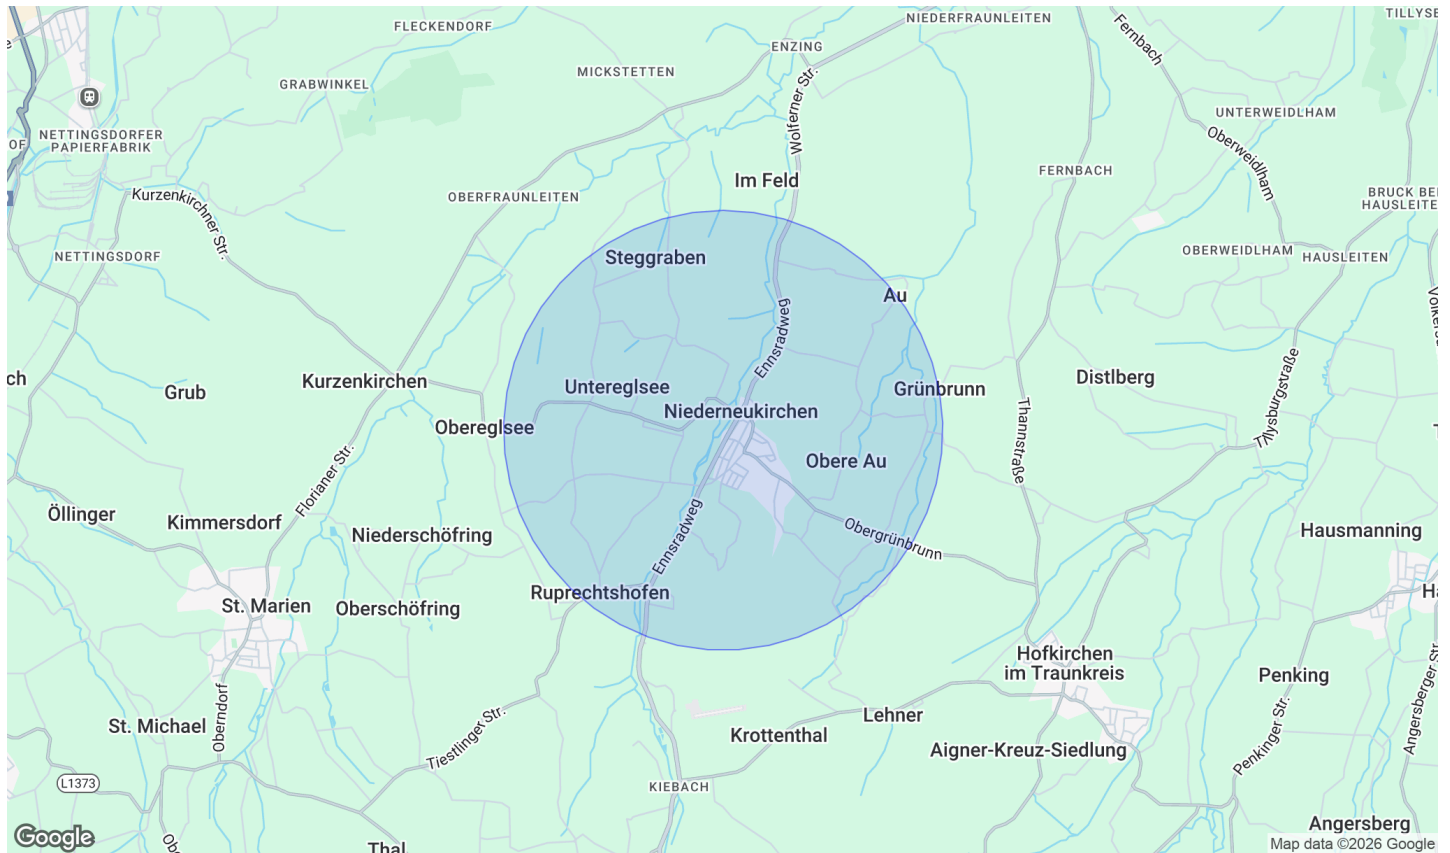 FLECKENDORF
NIEDERFRAUNLEITEN
TILLYSE
Fernbach
ENZING
MICKSTETTEN
GRABWINKEL
Wolferner Str.
UNTERWEIDLHAM
NETTINGSDORFER
PAPIERFABRIK
OF
Oberweidlham
FERNBACH
Im Feld
Kurzenkirchner Str.
OBERFRAUNLEITEN
BRUCK BEI
HAUSLEITE
NETTINGSDORF
Steggraben
OBERWEIDLHAM
HAUSLEITEN
Au
Ennsradweg
ch
Grub
Kurzenkirchen
Untereglsee
Grünbrunn
Distlberg
Tillysburgstraße
Niederneukirchen
Obereglsee
Thannstraße
Obere Au
Florianer Str.
Öllinger
Kimmersdorf
Niederschöfring
Ennsradweg
Obergrünbrunn
Hausmanning
Ruprechtshofen
St. Marien
Oberschöfring
Ha
Hofkirchen
im Traunkreis
Penking
Oberndorf
St. Michael
Tiestlinger Str.
Krottenthal
Lehner
Aigner-Kreuz-Siedlung
Penkinger Str.
Angersberger Str.
L1373
KIEBACH
Angersberg
Thal
Google
Map data ©2026 Google